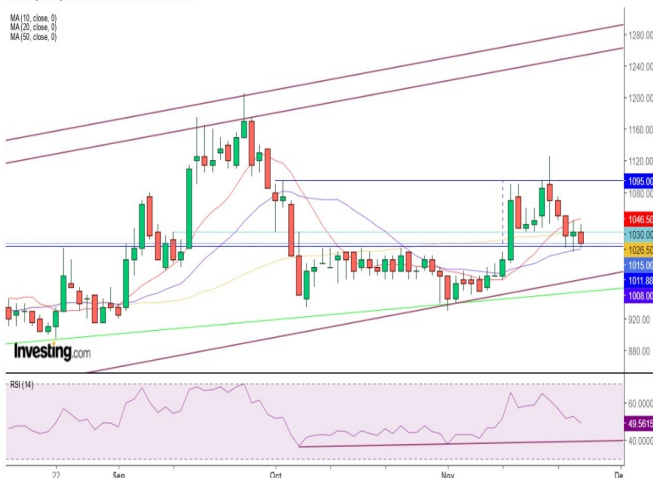 MA (10, close, 0)
MA (20, close, 0)
MA (50, close, 0)
1280.00
1240.00
1200.00
1160.00
1120.00
1095.00
1080.00
1046.50
1030.00
1026.50
1015.00
1011.88
1008.00
920.00
880.00
Investing.com
RSI (14)
60.0000
49.5615
40.0000
22
Sep
Oct
Nov
De